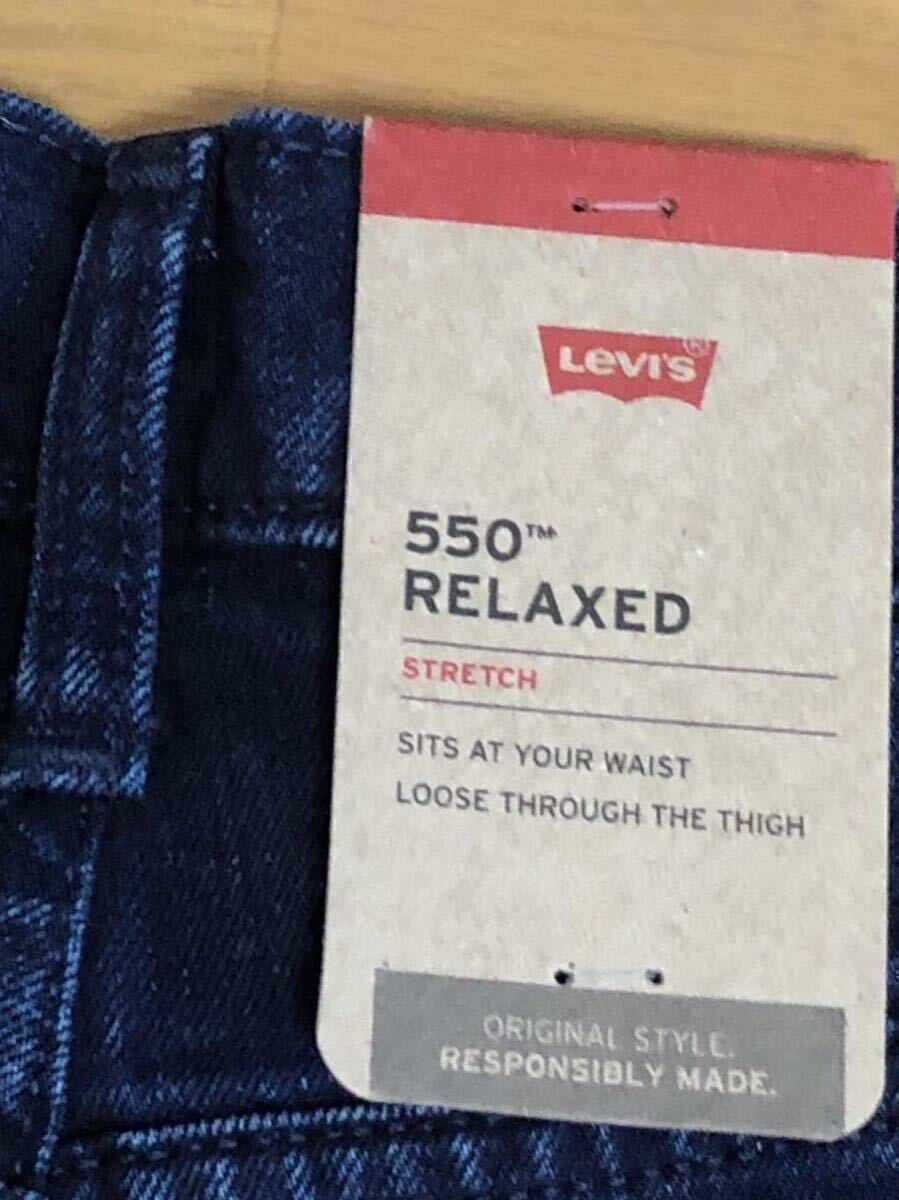 LEVI'S®
550™
RELAXED
STRETCH
SITS AT YOUR WAIST
LOOSE THROUGH THE THIGH
ORIGINAL STYLE.
RESPONSIBLY MADE.